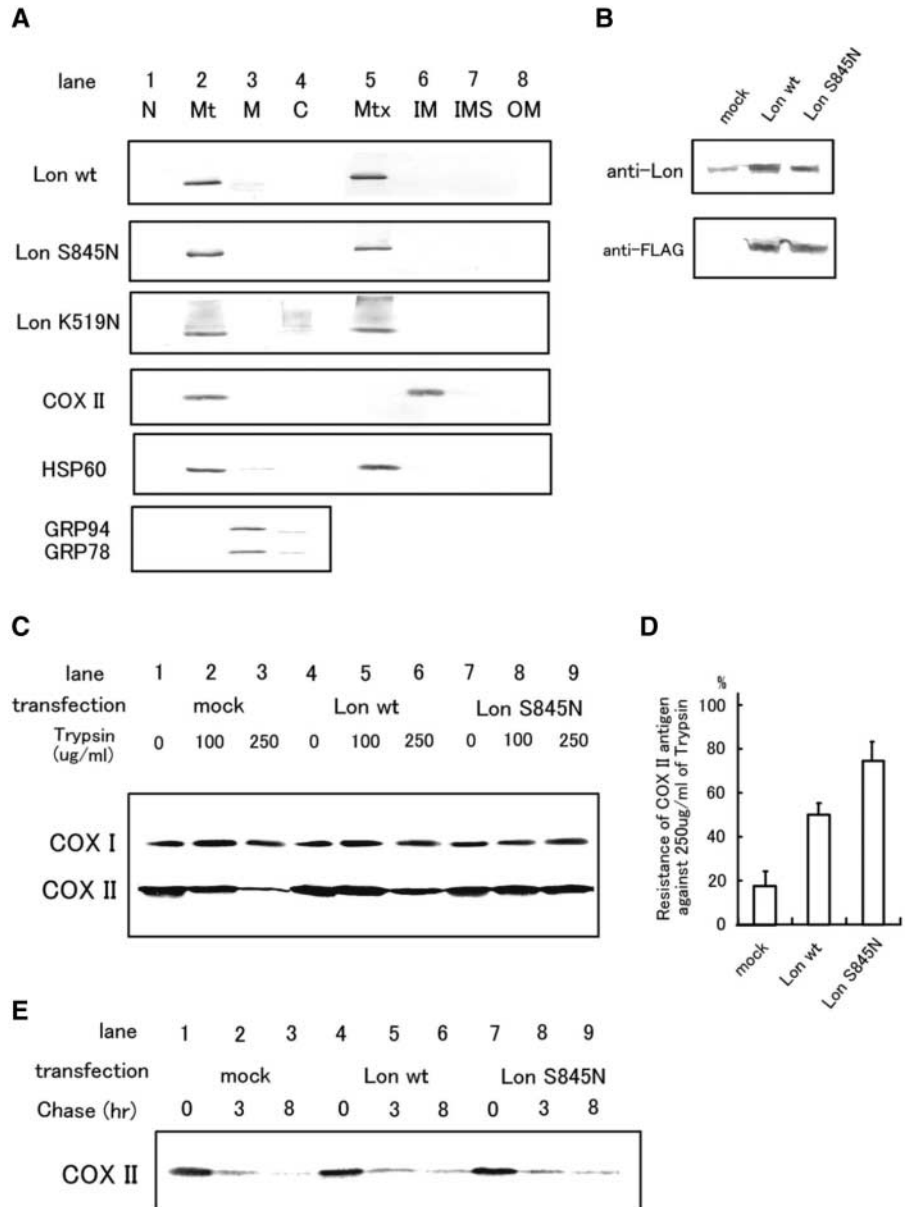 A
lane 1 2 3 4 5 6 7 8
N Mt M C Mtx IM IMS OM
Lon wt
Lon S845N
Lon K519N
COX II
HSP60
GRP94
GRP78
B
mock Lon wt Lon S845N
anti-Lon
anti-FLAG
C
lane 1 2 3 4 5 6 7 8 9
transfection mock Lon wt Lon S845N
Trypsin 0 100 250 0 100 250 0 100 250
(ug/ml)
COX I
COX II
D
%
100
80
60
40
20
0
Resistance of COX II antigen
against 250ug/ml of Trypsin
mock Lon wt Lon S845N
E
lane 1 2 3 4 5 6 7 8 9
transfection mock Lon wt Lon S845N
Chase (hr) 0 3 8 0 3 8 0 3 8
COX II